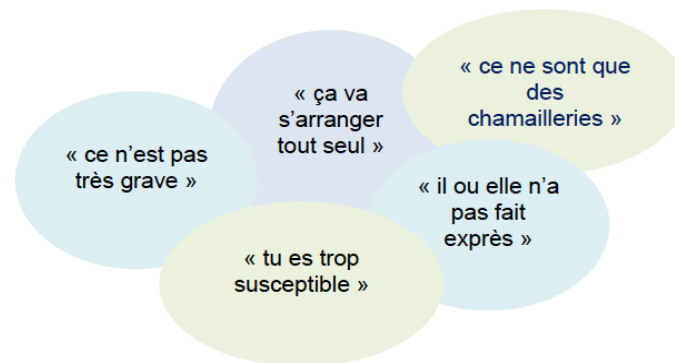 « ce ne sont que
des
chamailleries »
« ça va
s’arranger
tout seul »
« ce n’est pas
très grave »
« il ou elle n’a
pas fait
exprès »
« tu es trop
susceptible »